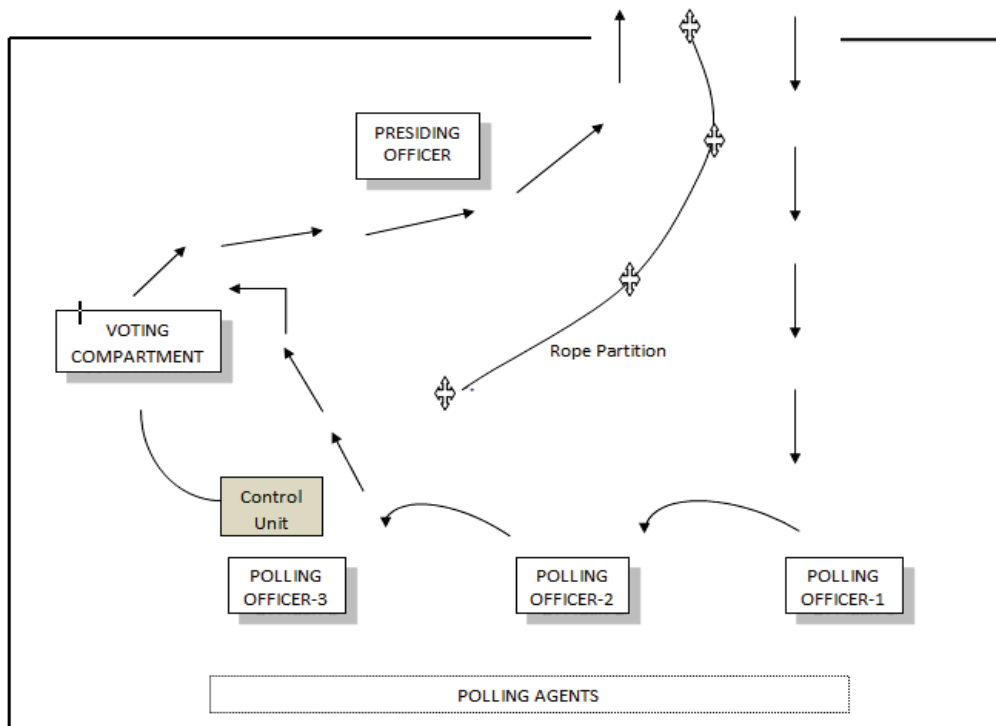 PRESIDING
OFFICER
VOTING
COMPARTMENT
Rope Partition
Control
Unit
POLLING
OFFICER-3
POLLING
OFFICER-2
POLLING
OFFICER-1
POLLING AGENTS